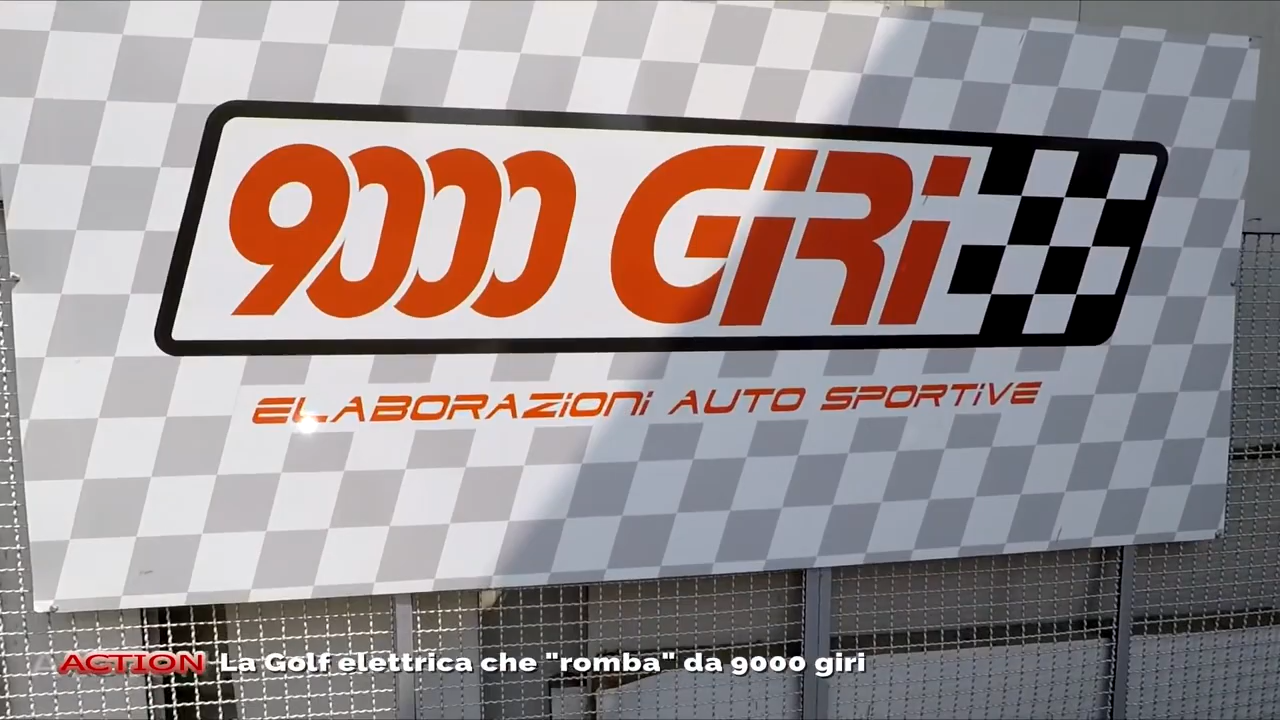 9000 GIRI
ELABORAZIONI AUTO SPORTIVE
ACTION La Golf elettrica che "romba" da 9000 giri